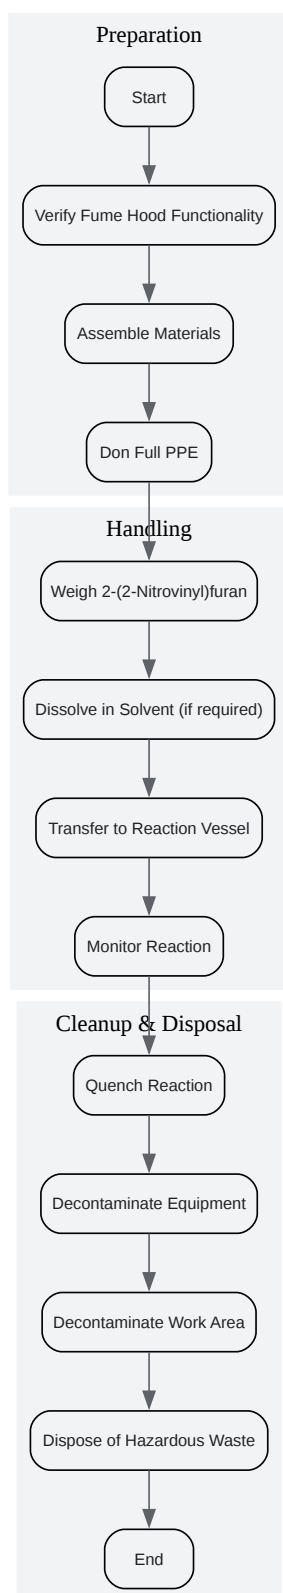 Preparation
Start
Verify Fume Hood Functionality
Assemble Materials
Don Full PPE
Handling
Weigh 2-(2-Nitrovinyl)furan
Dissolve in Solvent (if required)
Transfer to Reaction Vessel
Monitor Reaction
Cleanup & Disposal
Quench Reaction
Decontaminate Equipment
Decontaminate Work Area
Dispose of Hazardous Waste
End